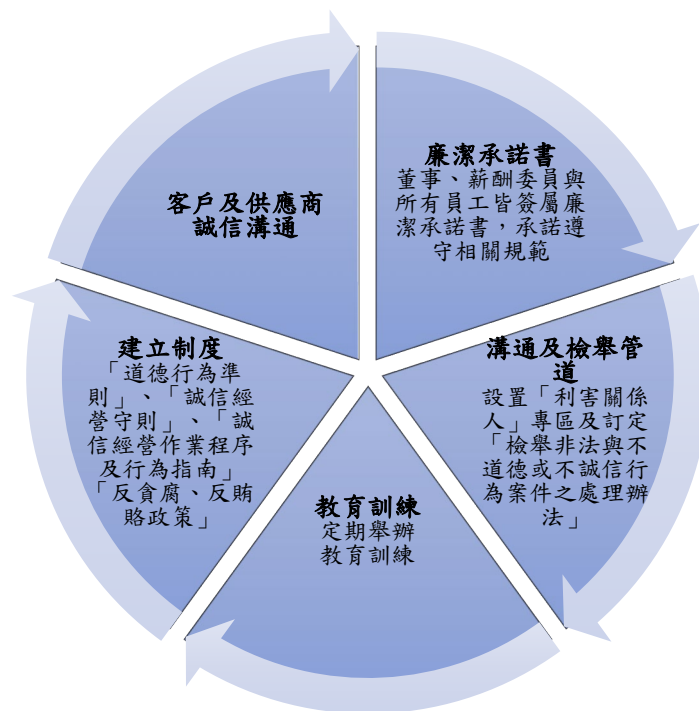 廉潔承諾書
董事、薪酬委員與
所有員工皆簽屬廉
潔承諾書，承諾遵
守相關規範
溝通及檢舉管
道
設置「利害關係
人」專區及訂定
「檢舉非法與不
道德或不誠信行
為案件之處理辦
法」
教育訓練
定期舉辦
教育訓練
建立制度
「道德行為準
則」、「誠信經
營守則」、「誠
信經營作業程序
及行為指南」
「反貪腐、反賄
賂政策」
客戶及供應商
誠信溝通